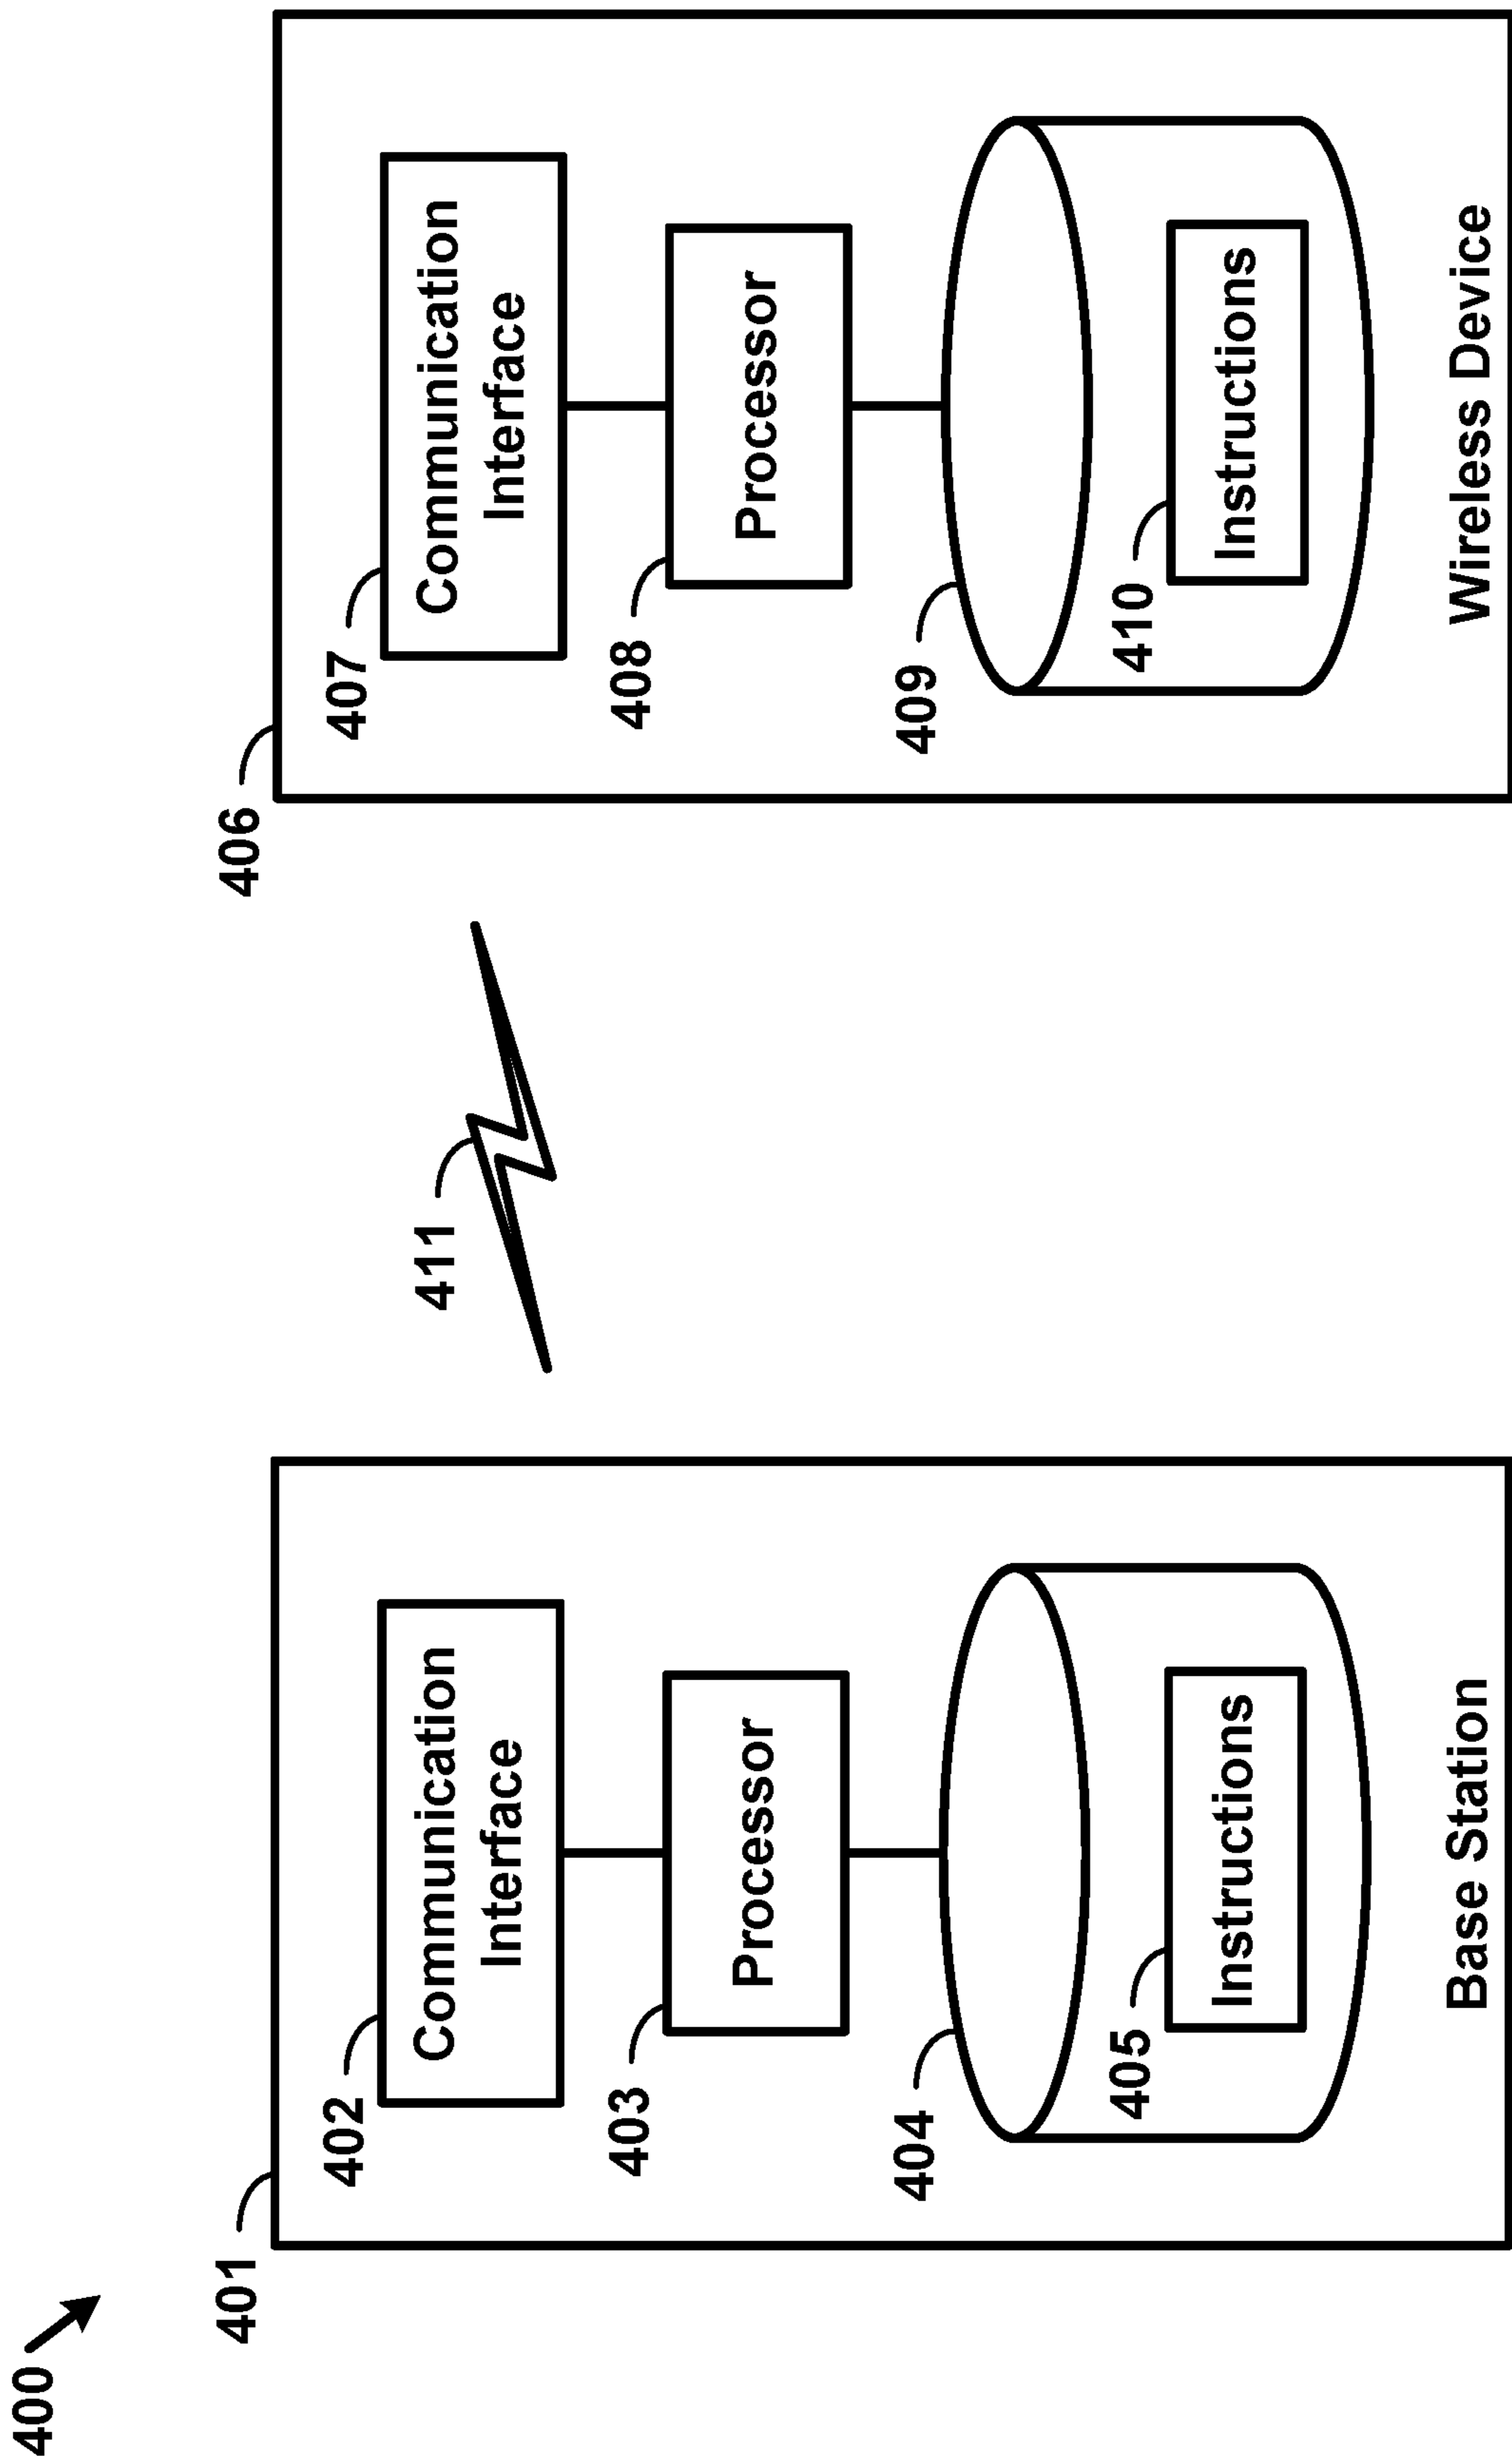 400
401
402
Communication
Interface
403
Processor
404
405
Instructions
Base Station
411
406
407
Communication
Interface
408
Processor
409
410
Instructions
Wireless Device